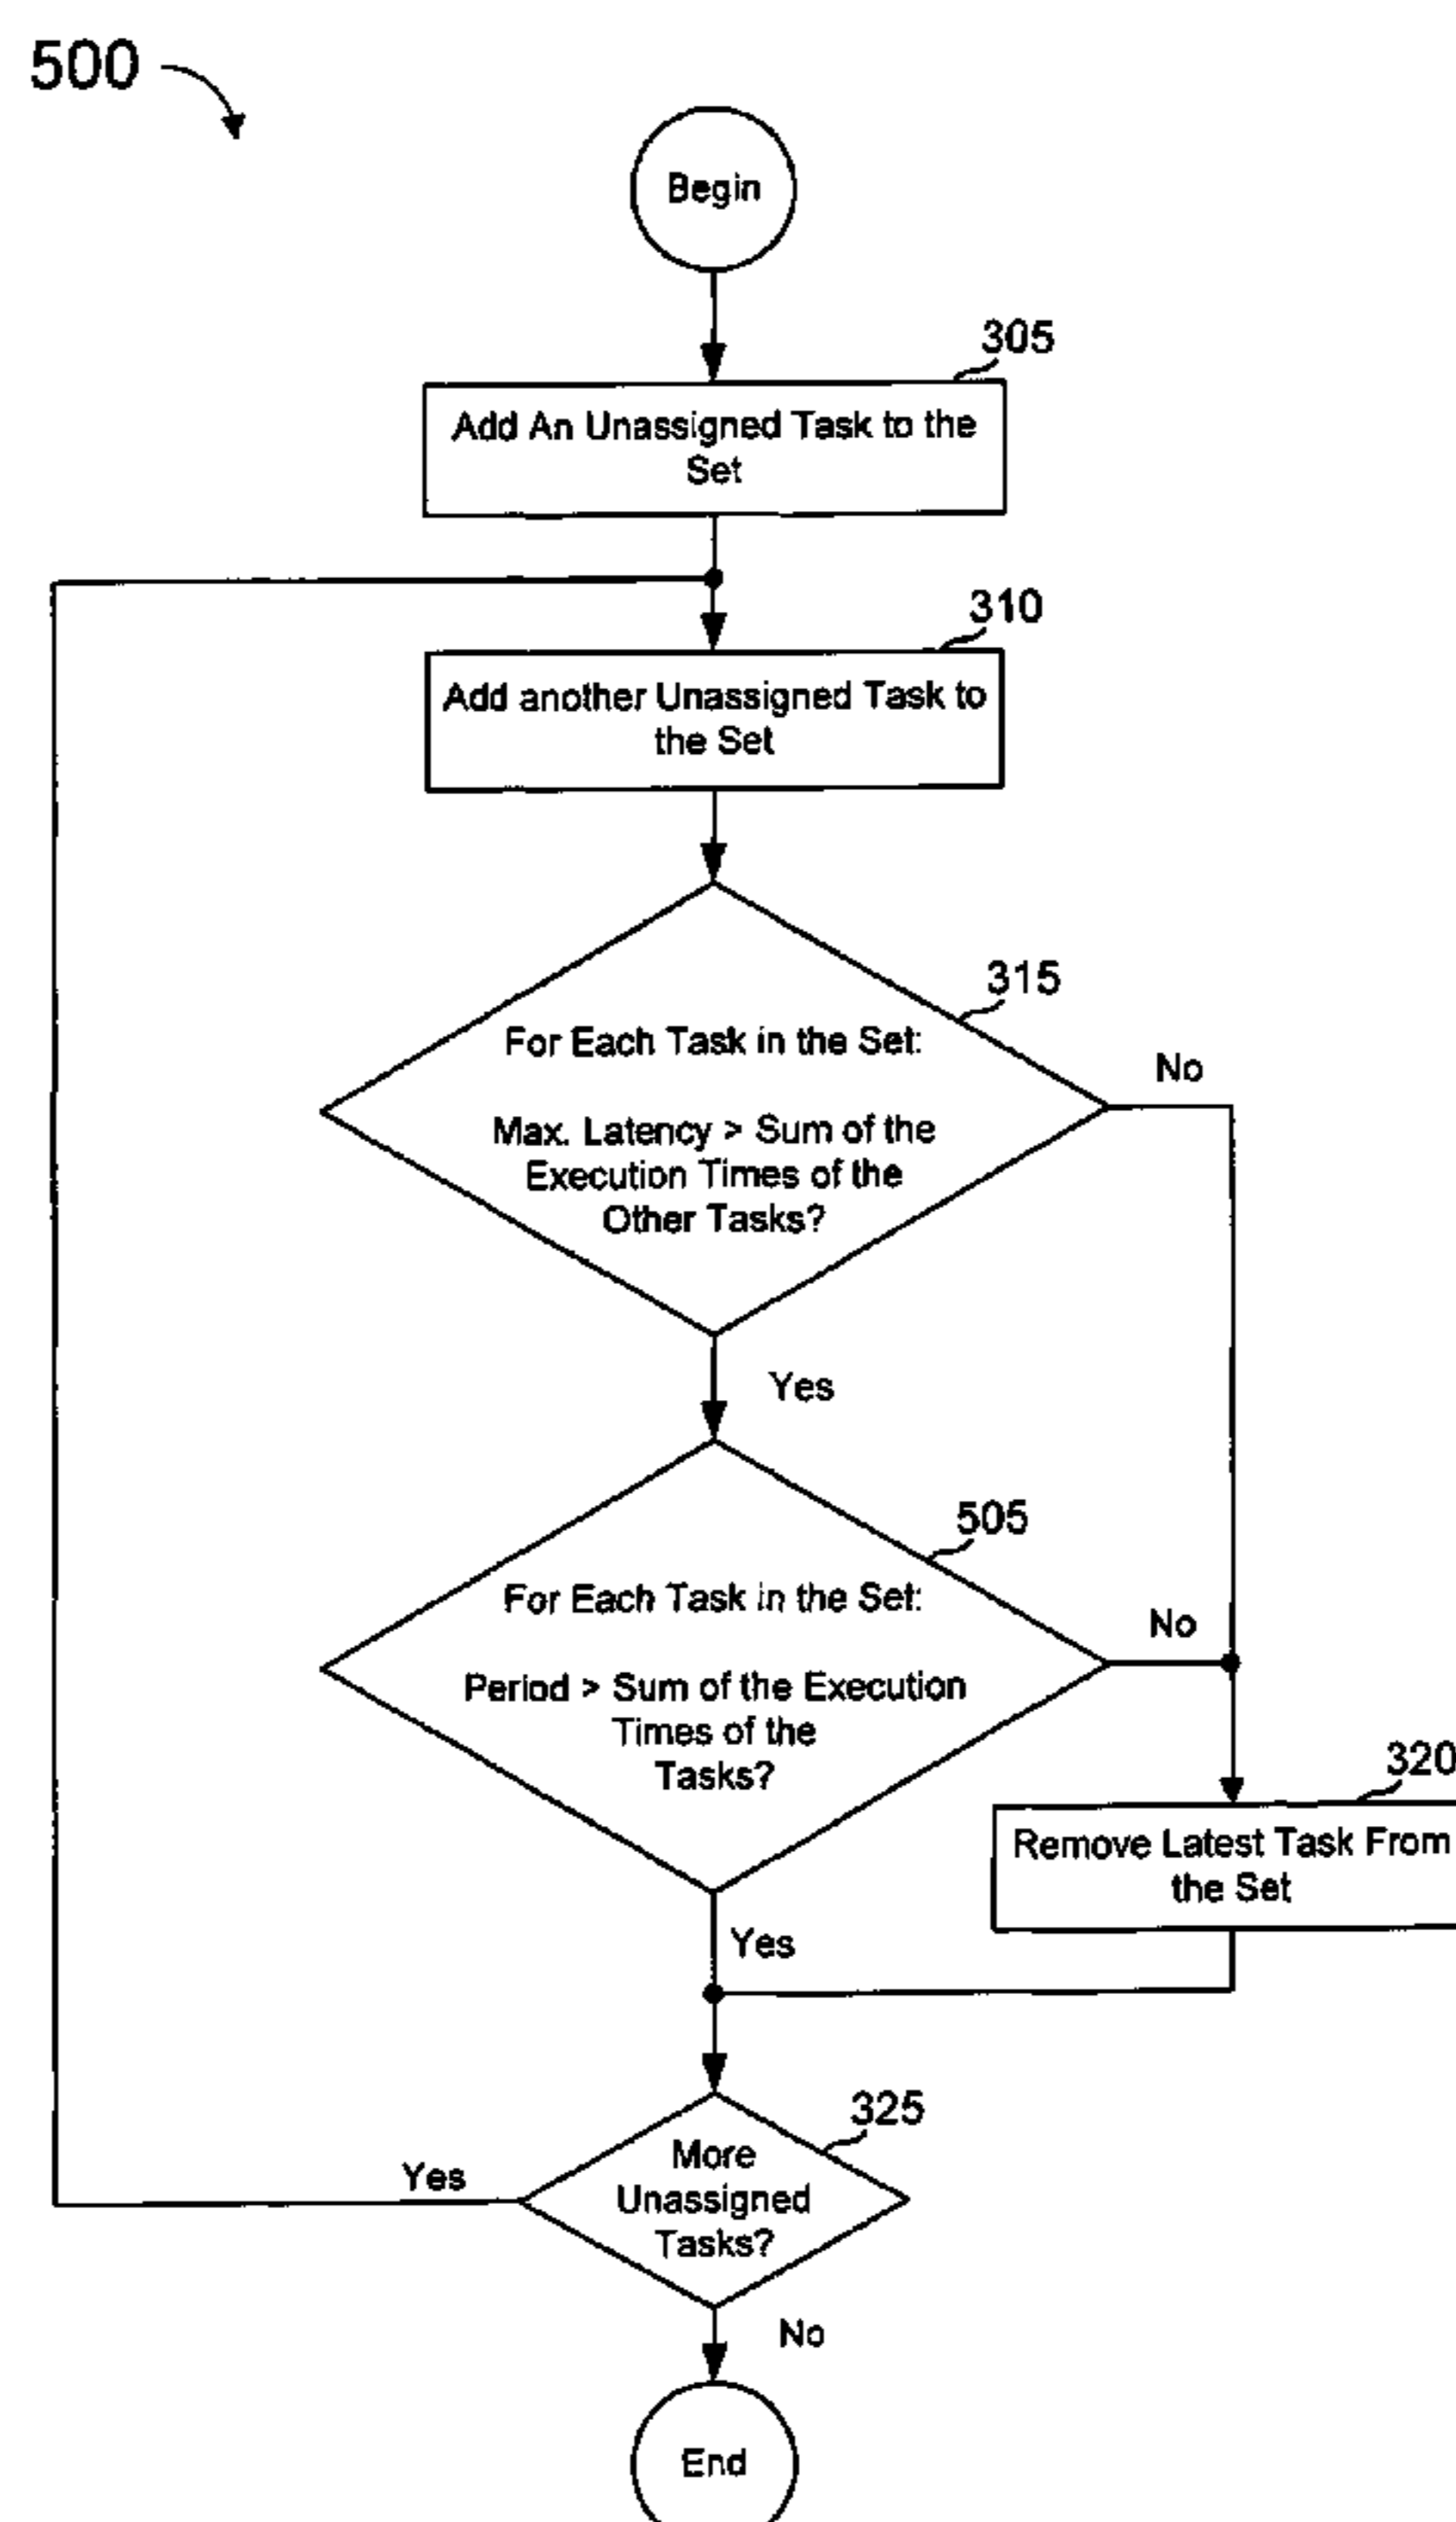 500
Begin
305
Add An Unassigned Task to the
Set
310
Add another Unassigned Task to
the Set
315
For Each Task in the Set:
Max. Latency > Sum of the
Execution Times of the
Other Tasks?
No
Yes
505
For Each Task in the Set:
Period > Sum of the Execution
Times of the
Tasks?
No
320
Remove Latest Task From
the Set
Yes
325
More
Unassigned
Tasks?
Yes
No
End